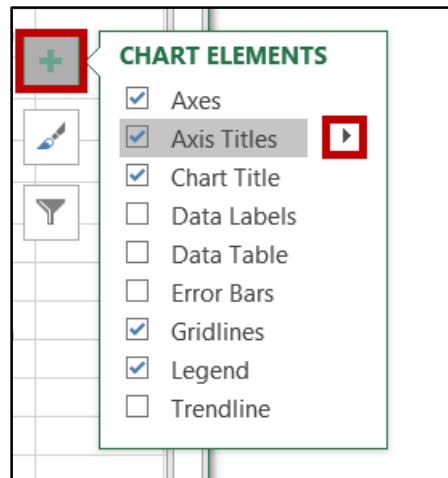 CHART ELEMENTS
Axes
Axis Titles
Chart Title
Data Labels
Data Table
Error Bars
Gridlines
Legend
Trendline